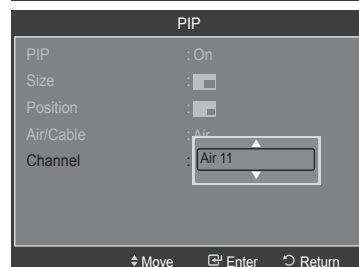 PIP
PIP : On
Size :
Position :
Air/Cable : Air
Channel : Air 11
Move Enter Return